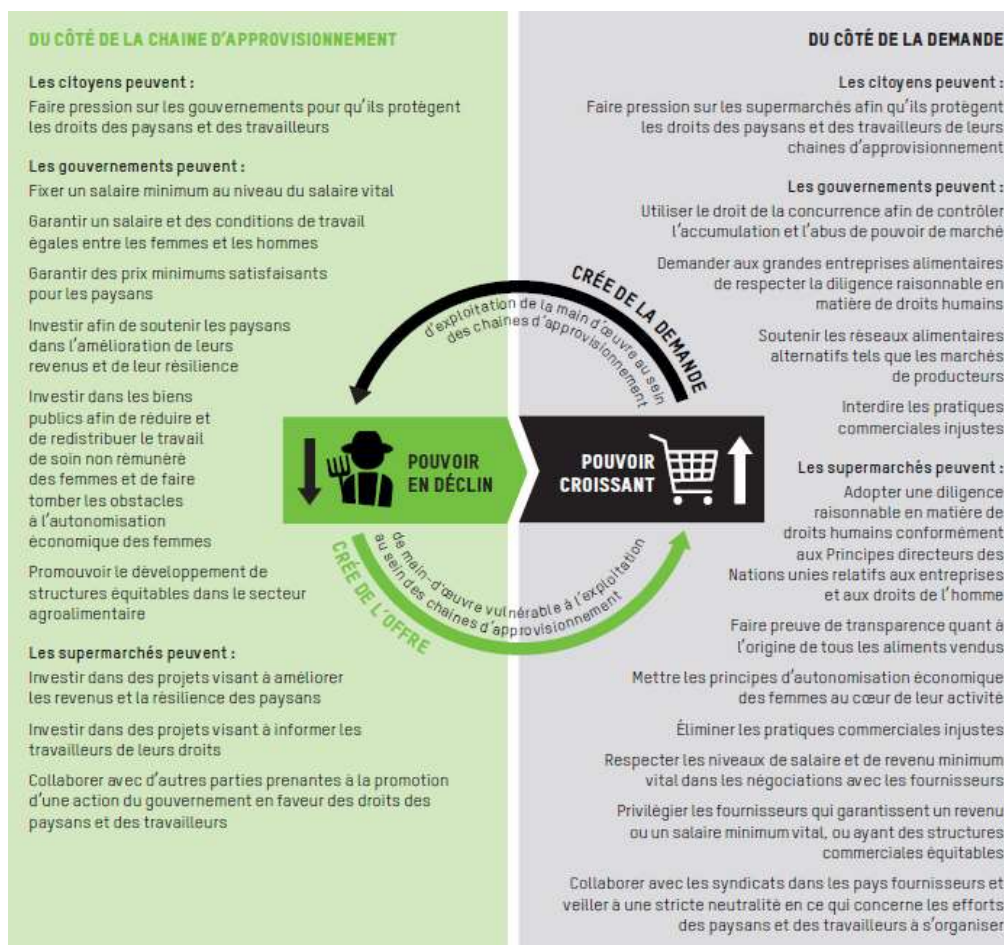 DU CÔTÉ DE LA CHAINE D'APPROVISIONNEMENT
Les citoyens peuvent :
Faire pression sur les gouvernements pour qu'ils protègent
les droits des paysans et des travailleurs
Les gouvernements peuvent :
Fixer un salaire minimum au niveau du salaire vital
Garantir un salaire et des conditions de travail
égales entre les femmes et les hommes
Garantir des prix minimums satisfaisants
pour les paysans
Investir afin de soutenir les paysans
dans l'amélioration de leurs
revenus et de leur résilience
Investir dans les biens
publics afin de réduire et
de redistribuer le travail
de soin non rémunéré
des femmes et de faire
tomber les obstacles
à l'autonomisation
économique des femmes
Promouvoir le développement de
structures équitables dans le secteur
agroalimentaire
Les supermarchés peuvent :
Investir dans des projets visant à améliorer
les revenus et la résilience des paysans
Investir dans des projets visant à informer les
travailleurs de leurs droits
Collaborer avec d'autres parties prenantes à la promotion
d'une action du gouvernement en faveur des droits des
paysans et des travailleurs
CRÉE DE LA DEMANDE
d'exploitation de la main d'œuvre au sein
des chaines d'approvisionnement
POUVOIR
EN DÉCLIN
POUVOIR
CROISSANT
CRÉE DE L'OFFRE
de main-d'œuvre vulnérable à l'exploitation
au sein des chaines d'approvisionnement
DU CÔTÉ DE LA DEMANDE
Les citoyens peuvent :
Faire pression sur les supermarchés afin qu'ils protègent
les droits des paysans et des travailleurs de leurs
chaines d'approvisionnement
Les gouvernements peuvent :
Utiliser le droit de la concurrence afin de contrôler
l'accumulation et l'abus de pouvoir de marché
Demander aux grandes entreprises alimentaires
de respecter la diligence raisonnable en
matière de droits humains
Soutenir les réseaux alimentaires
alternatifs tels que les marchés
de producteurs
Interdire les pratiques
commerciales injustes
Les supermarchés peuvent :
Adopter une diligence
raisonnable en matière de
droits humains conformément
aux Principes directeurs des
Nations unies relatifs aux entreprises
et aux droits de l'homme
Faire preuve de transparence quant à
l'origine de tous les aliments vendus
Mettre les principes d'autonomisation économique
des femmes au cœur de leur activité
Éliminer les pratiques commerciales injustes
Respecter les niveaux de salaire et de revenu minimum
vital dans les négociations avec les fournisseurs
Privilégier les fournisseurs qui garantissent un revenu
ou un salaire minimum vital, ou ayant des structures
commerciales équitables
Collaborer avec les syndicats dans les pays fournisseurs et
veiller à une stricte neutralité en ce qui concerne les efforts
des paysans et des travailleurs à s'organiser